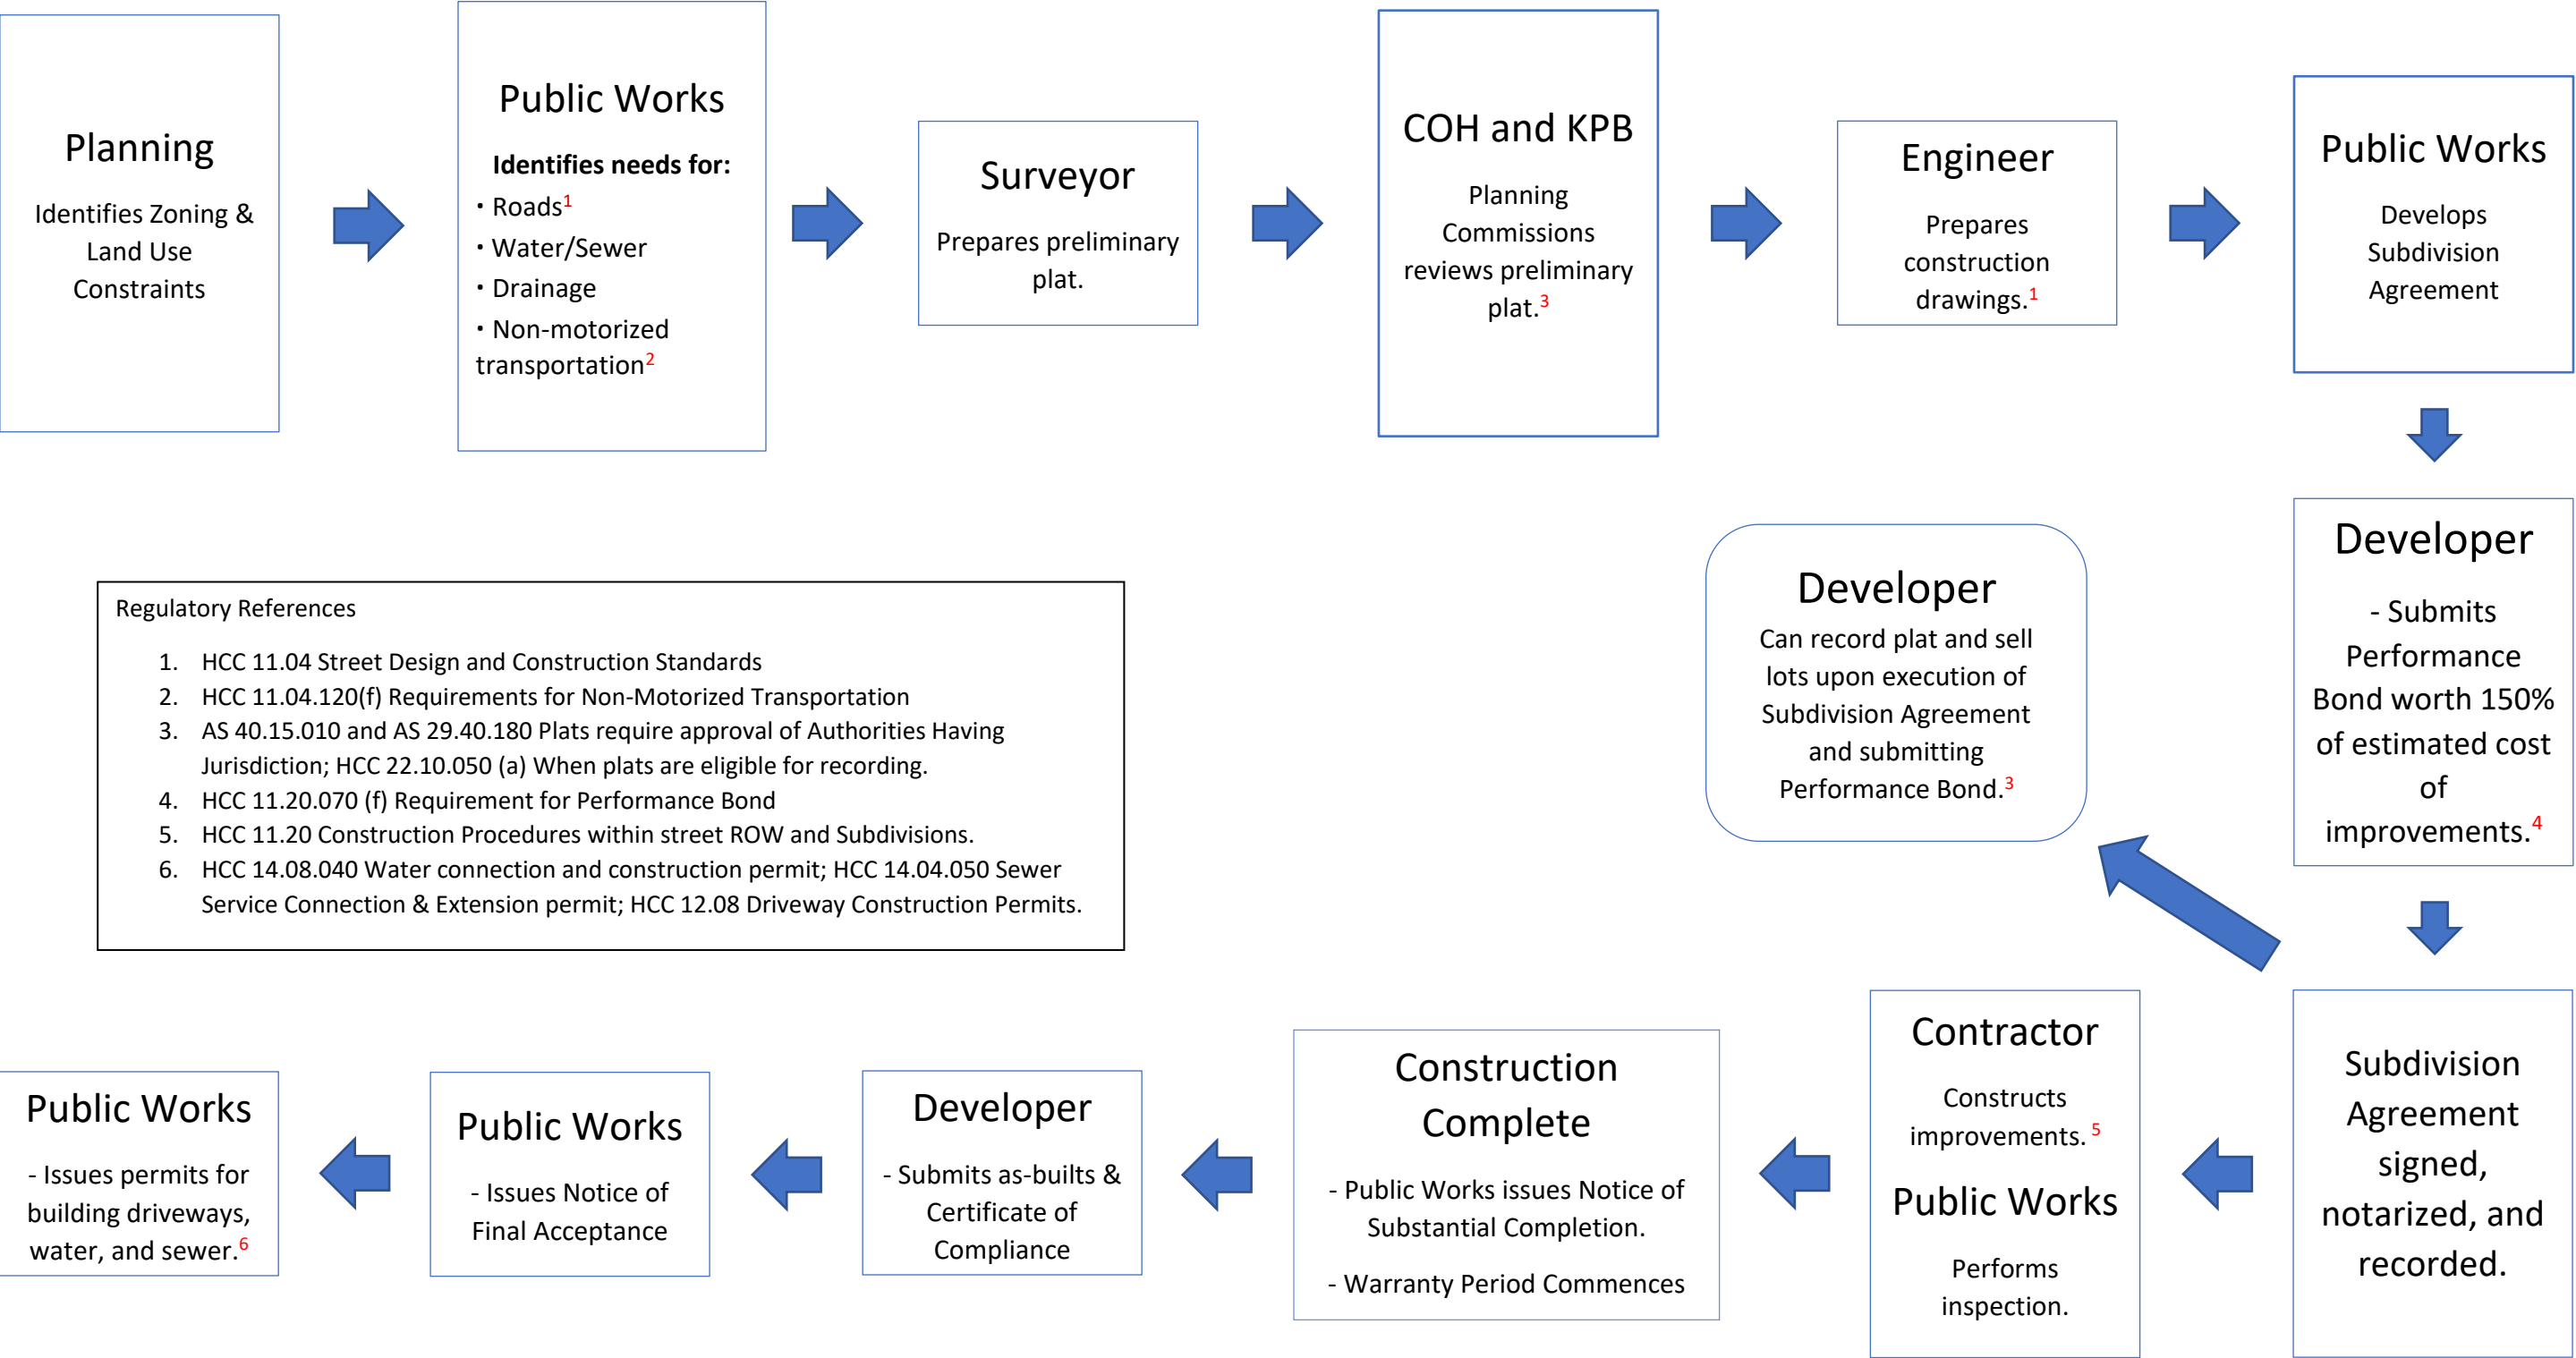 Planning
Identifies Zoning &
Land Use
Constraints
Public Works
Identifies needs for:
• Roads1
• Water/Sewer
• Drainage
• Non-motorized
transportation2
Surveyor
Prepares preliminary
plat.
COH and KPB
Planning
Commissions
reviews preliminary
plat.3
Engineer
Prepares
construction
drawings.1
Public Works
Develops
Subdivision
Agreement
Developer
- Submits
Performance
Bond worth 150%
of estimated cost
of
improvements.4
Developer
Can record plat and sell
lots upon execution of
Subdivision Agreement
and submitting
Performance Bond.3
Regulatory References
1. HCC 11.04 Street Design and Construction Standards
2. HCC 11.04.120(f) Requirements for Non-Motorized Transportation
3. AS 40.15.010 and AS 29.40.180 Plats require approval of Authorities Having
Jurisdiction; HCC 22.10.050 (a) When plats are eligible for recording.
4. HCC 11.20.070 (f) Requirement for Performance Bond
5. HCC 11.20 Construction Procedures within street ROW and Subdivisions.
6. HCC 14.08.040 Water connection and construction permit; HCC 14.04.050 Sewer
Service Connection & Extension permit; HCC 12.08 Driveway Construction Permits.
Subdivision
Agreement
signed,
notarized, and
recorded.
Contractor
Constructs
improvements. 5
Public Works
Performs
inspection.
Construction
Complete
- Public Works issues Notice of
Substantial Completion.
- Warranty Period Commences
Developer
- Submits as-builts &
Certificate of
Compliance
Public Works
- Issues Notice of
Final Acceptance
Public Works
- Issues permits for
building driveways,
water, and sewer.6